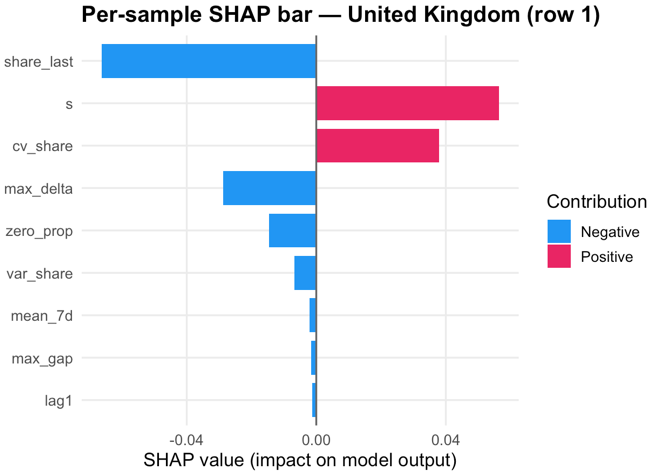 Per-sample SHAP bar — United Kingdom (row 1)
share_last
s
cv_share
max_delta
zero_prop
var_share
mean_7d
max_gap
lag1
-0.04 0.00 0.04
SHAP value (impact on model output)
Contribution
Negative
Positive